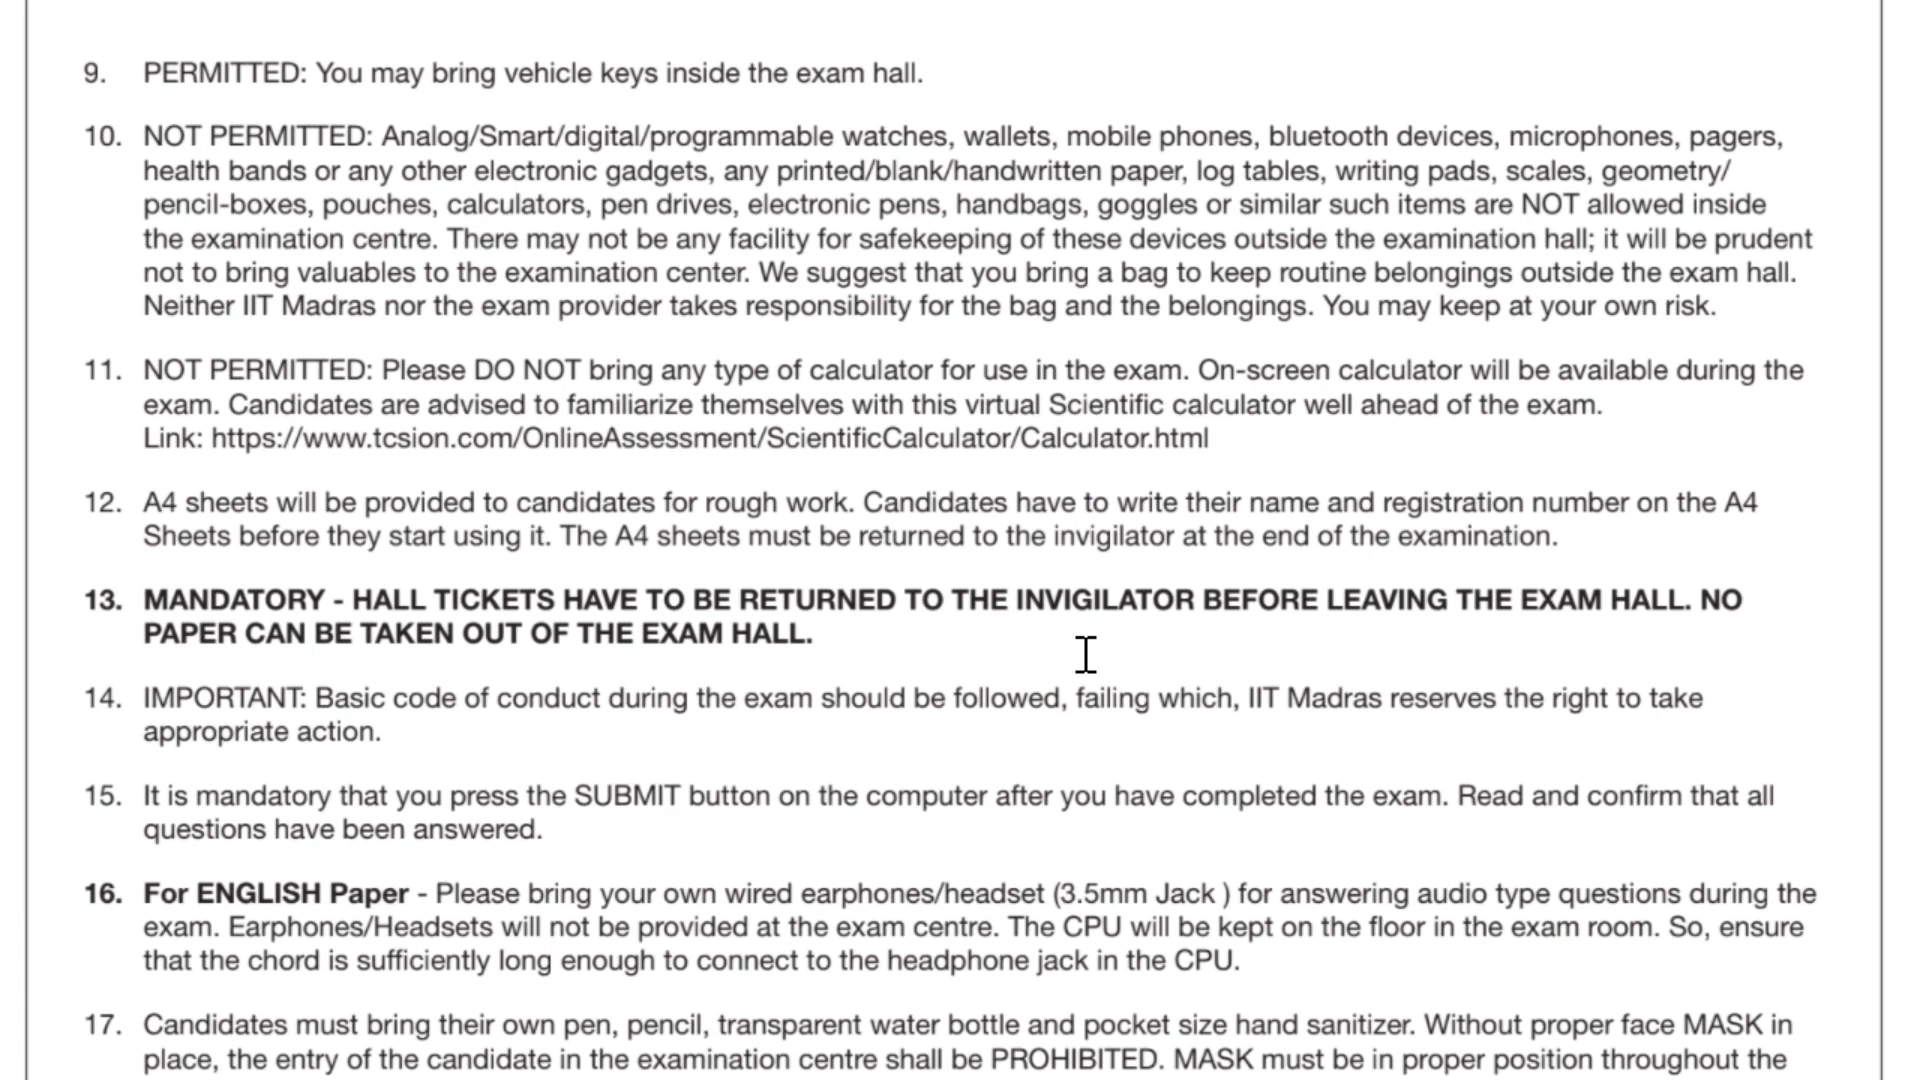 9. PERMITTED: You may bring vehicle keys inside the exam hall.
10. NOT PERMITTED: Analog/Smart/digital/programmable watches, wallets, mobile phones, bluetooth devices, microphones, pagers,
health bands or any other electronic gadgets, any printed/blank/handwritten paper, log tables, writing pads, scales, geometry/
pencil-boxes, pouches, calculators, pen drives, electronic pens, handbags, goggles or similar such items are NOT allowed inside
the examination centre. There may not be any facility for safekeeping of these devices outside the examination hall; it will be prudent
not to bring valuables to the examination center. We suggest that you bring a bag to keep routine belongings outside the exam hall.
Neither IIT Madras nor the exam provider takes responsibility for the bag and the belongings. You may keep at your own risk.
11. NOT PERMITTED: Please DO NOT bring any type of calculator for use in the exam. On-screen calculator will be available during the
exam. Candidates are advised to familiarize themselves with this virtual Scientific calculator well ahead of the exam.
Link: https://www.tcsion.com/OnlineAssessment/ScientificCalculator/Calculator.html
12. A4 sheets will be provided to candidates for rough work. Candidates have to write their name and registration number on the A4
Sheets before they start using it. The A4 sheets must be returned to the invigilator at the end of the examination.
13. MANDATORY - HALL TICKETS HAVE TO BE RETURNED TO THE INVIGILATOR BEFORE LEAVING THE EXAM HALL. NO
PAPER CAN BE TAKEN OUT OF THE EXAM HALL.
14. IMPORTANT: Basic code of conduct during the exam should be followed, failing which, IIT Madras reserves the right to take
appropriate action.
15. It is mandatory that you press the SUBMIT button on the computer after you have completed the exam. Read and confirm that all
questions have been answered.
16. For ENGLISH Paper - Please bring your own wired earphones/headset (3.5mm Jack ) for answering audio type questions during the
exam. Earphones/Headsets will not be provided at the exam centre. The CPU will be kept on the floor in the exam room. So, ensure
that the chord is sufficiently long enough to connect to the headphone jack in the CPU.
17. Candidates must bring their own pen, pencil, transparent water bottle and pocket size hand sanitizer. Without proper face MASK in
place, the entry of the candidate in the examination centre shall be PROHIBITED. MASK must be in proper position throughout the